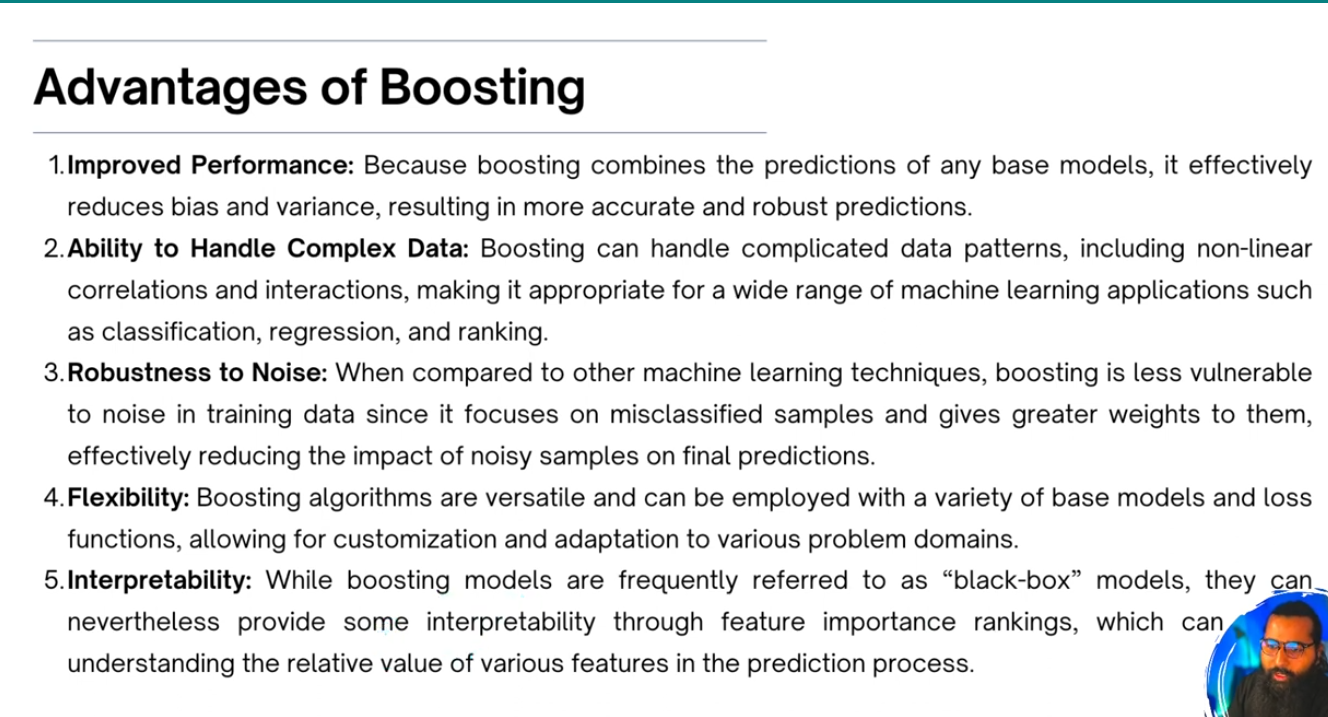 Advantages of Boosting
1. Improved Performance: Because boosting combines the predictions of any base models, it effectively
reduces bias and variance, resulting in more accurate and robust predictions.
2. Ability to Handle Complex Data: Boosting can handle complicated data patterns, including non-linear
correlations and interactions, making it appropriate for a wide range of machine learning applications such
as classification, regression, and ranking.
3. Robustness to Noise: When compared to other machine learning techniques, boosting is less vulnerable
to noise in training data since it focuses on misclassified samples and gives greater weights to them,
effectively reducing the impact of noisy samples on final predictions.
4. Flexibility: Boosting algorithms are versatile and can be employed with a variety of base models and loss
functions, allowing for customization and adaptation to various problem domains.
5. Interpretability: While boosting models are frequently referred to as “black-box” models, they can
nevertheless provide some interpretability through feature importance rankings, which can
understanding the relative value of various features in the prediction process.